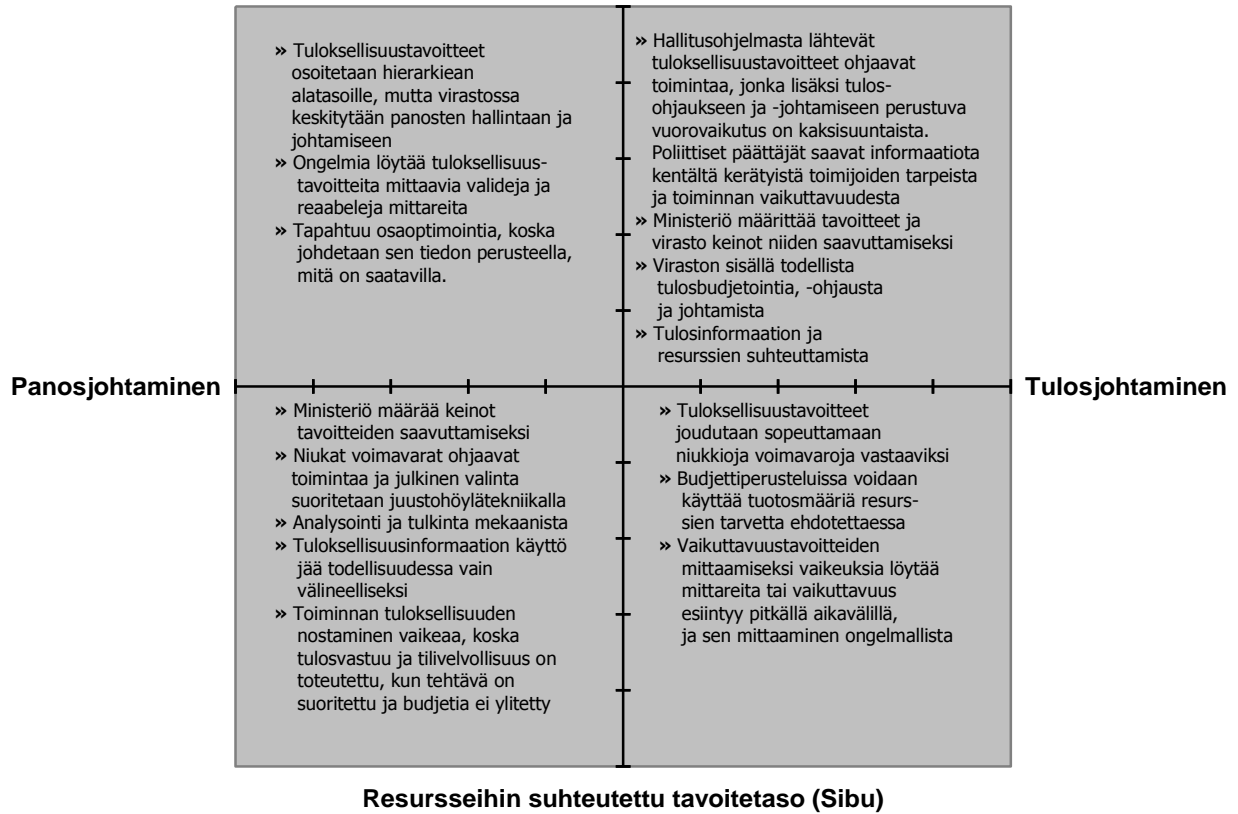 » Tuloksellisuustavoitteet
osoitetaan hierarkiean
alatasoille, mutta virastossa
keskitytään panosten hallintaan ja
johtamiseen
» Ongelmia löytää tuloksellisuus-
tavoitteita mittaavia valideja ja
reaabeleja mittareita
» Tapahtuu osaoptimointia, koska
johdetaan sen tiedon perusteella,
mitä on saatavilla.
» Hallitusohjelmasta lähtevät
tuloksellisuustavoitteet ohjaavat
toimintaa, jonka lisäksi tulos-
ohjaukseen ja -johtamiseen perustuva
vuorovaikutus on kaksisuuntaista.
Poliittiset päättäjät saavat informaatiota
kentältä kerätyistä toimijoiden tarpeista
ja toiminnan vaikuttavuudesta
» Ministeriö määrittää tavoitteet ja
virasto keinot niiden saavuttamiseksi
» Viraston sisällä todellista
tulosbudjetointia, -ohjausta
ja johtamista
» Tulosinformaation ja
resurssien suhteuttamista
Panosjohtaminen
Tulosjohtaminen
» Ministeriö määrää keinot
tavoitteiden saavuttamiseksi
» Niukat voimavarat ohjaavat
toimintaa ja julkinen valinta
suoritetaan juustohöylätekniikalla
» Analysointi ja tulkinta mekaanista
» Tuloksellisuusinformaation käyttö
jää todellisuudessa vain
välineelliseksi
» Toiminnan tuloksellisuuden
nostaminen vaikeaa, koska
tulosvastuu ja tilivelvollisuus on
toteutettu, kun tehtävä on
suoritettu ja budjetia ei ylitetty
» Tuloksellisuustavoitteet
joudutaan sopeuttamaan
niukkioja voimavaroja vastaaviksi
» Budjettiperusteluissa voidaan
käyttää tuotosmääriä resurs-
sien tarvetta ehdotettaessa
» Vaikuttavuustavoitteiden
mittaamiseksi vaikeuksia löytää
mittareita tai vaikuttavuus
esiintyy pitkällä aikavälillä,
ja sen mittaaminen ongelmallista
Resursseihin suhteutettu tavoitetaso (Sibu)